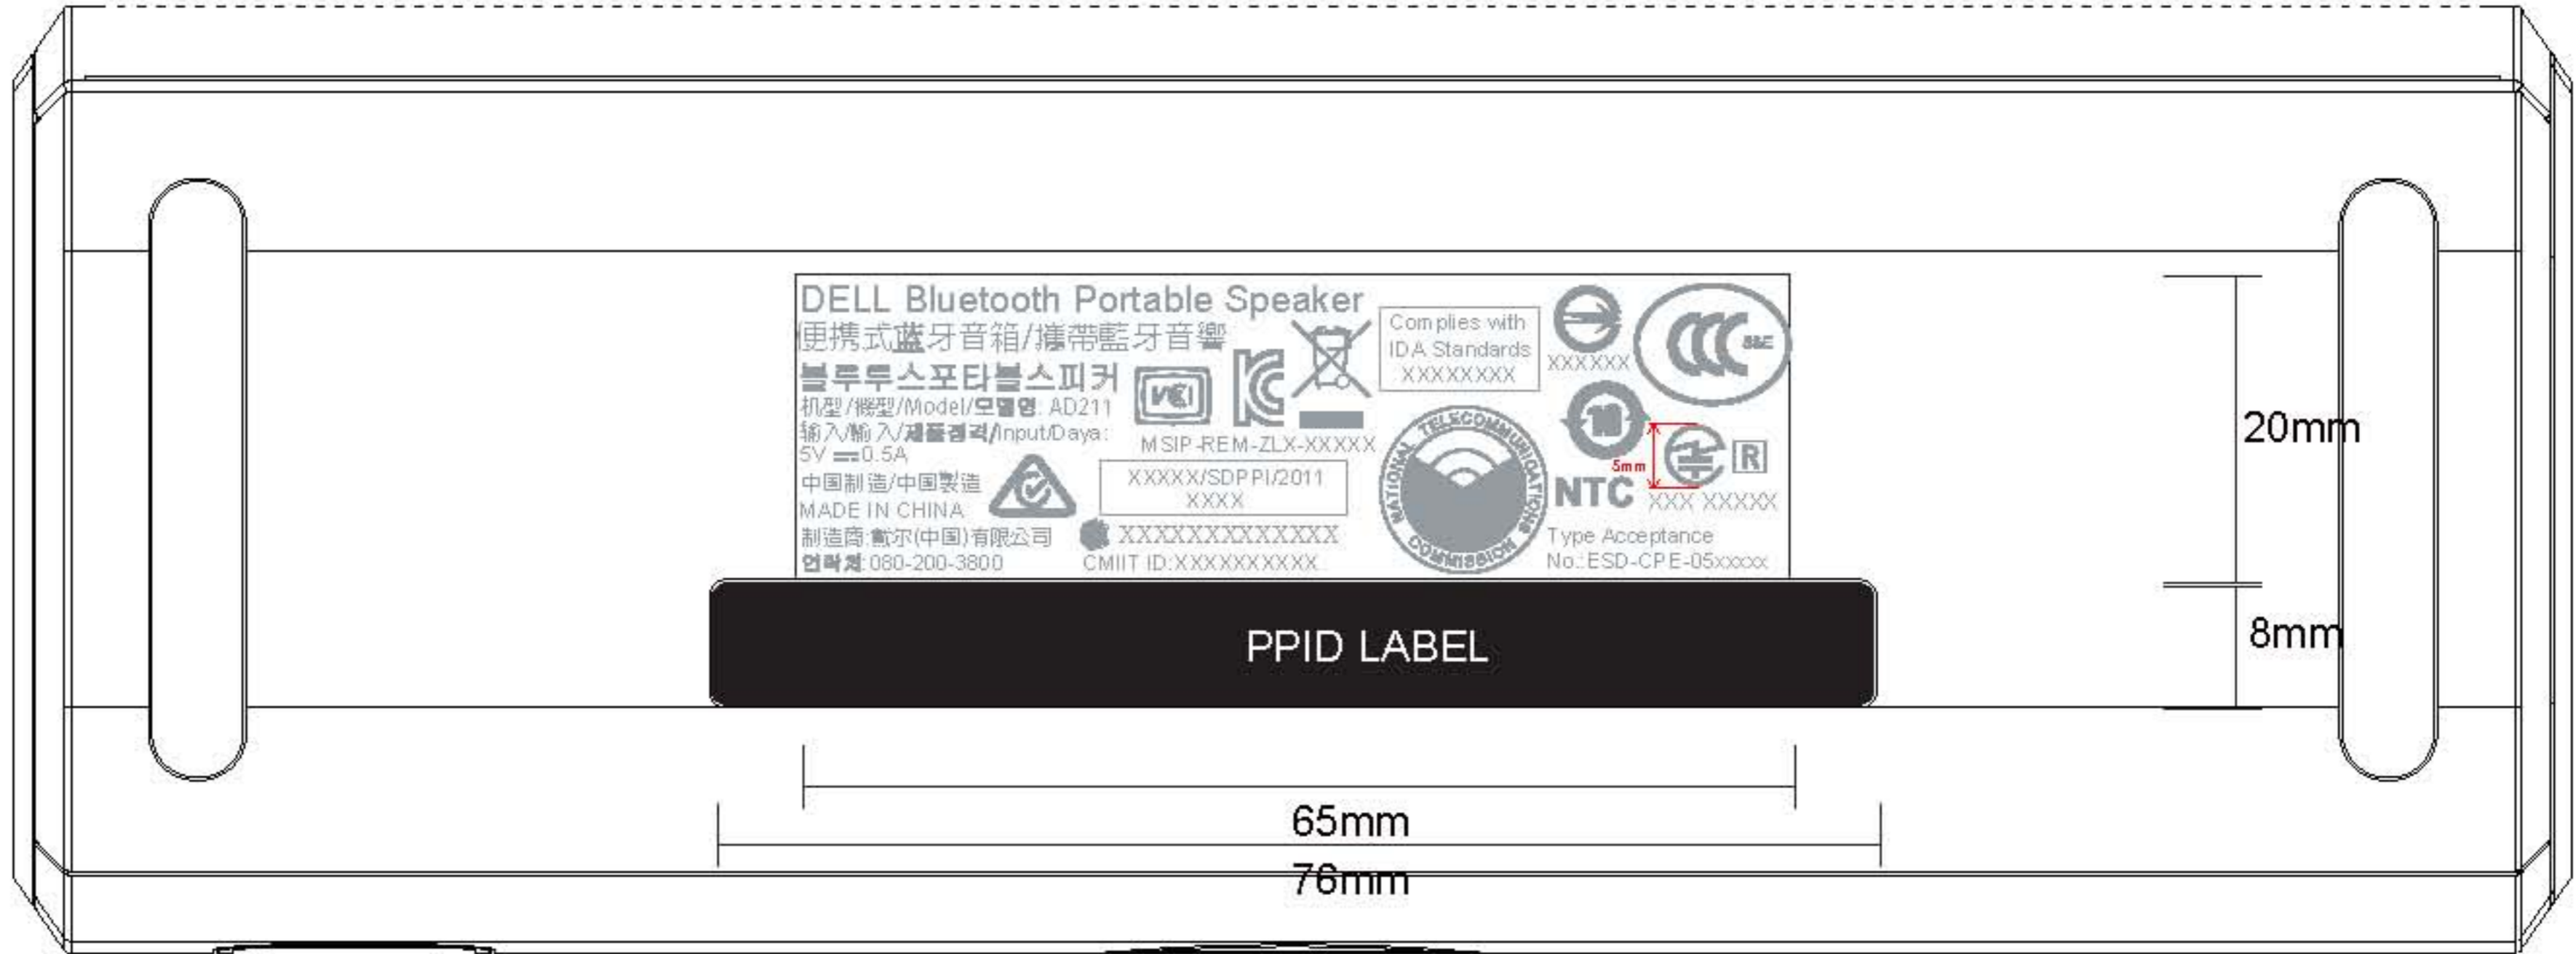 DELL Bluetooth Portable Speaker
便携式蓝牙音箱/攜帶藍牙音響
블루투스포타블스피커
机型/機型/Model/모델명: AD211
输入/輸入/제품정격/Input/Daya:
5V 0.5A
中国制造/中国製造
MADE IN CHINA
制造商:戴尔(中国)有限公司
연락처:080-200-3800
VCI
MSIP-REM-ZLX-XXXXX
XXXXX/SDPPI/2011
XXXX
XXXXXXXXXXXXX
CMIIT ID:XXXXXXXXXX
Complies with
IDA Standards
XXXXXXXX
NATIONAL TELECOMMUNICATIONS
COMMISSION
XXXXXX
CCC S&E
10
5mm
R
NTC
XXX XXXXX
Type Acceptance
No.:ESD-CPE-05xxxxx
PPID LABEL
20mm
8mm
65mm
76mm